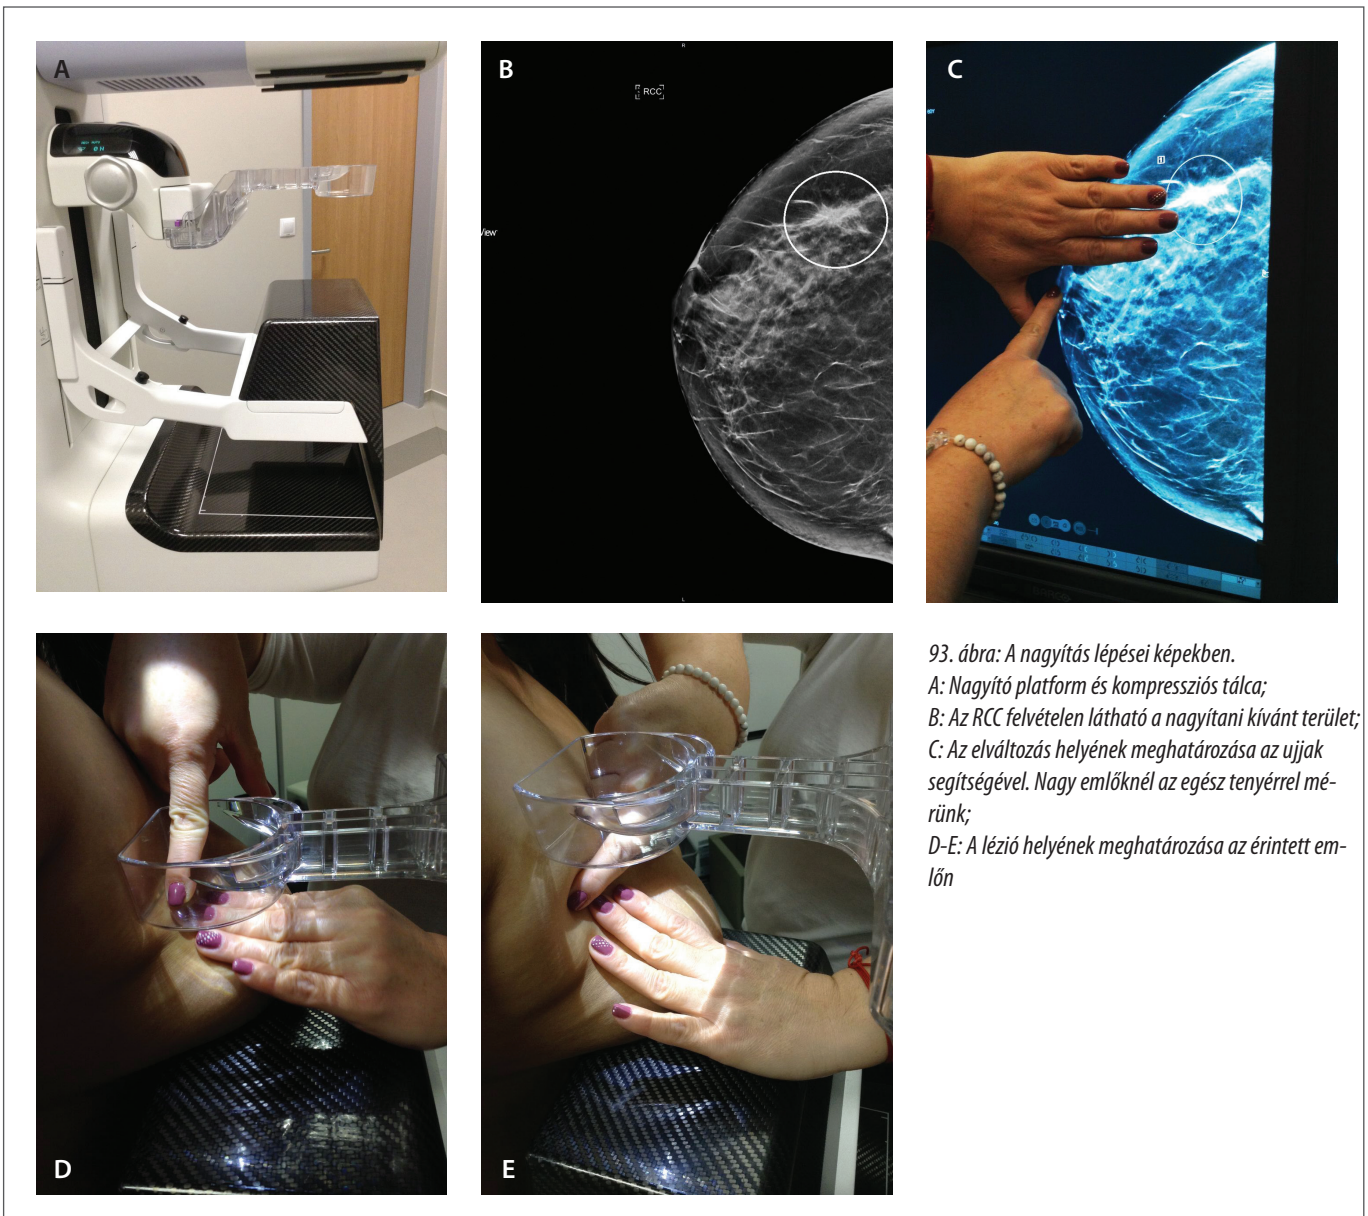 A
B
C
R
RCC
View
L
D
E
93. ábra: A nagyítás lépései képekben.
A: Nagyító platform és kompressziós tálca;
B: Az RCC felvételen látható a nagyítani kívánt terület;
C: Az elváltozás helyének meghatározása az ujjak
segítségével. Nagy emlőknél az egész tenyérrel mé-
rünk;
D-E: A lézió helyének meghatározása az érintett em-
lőn